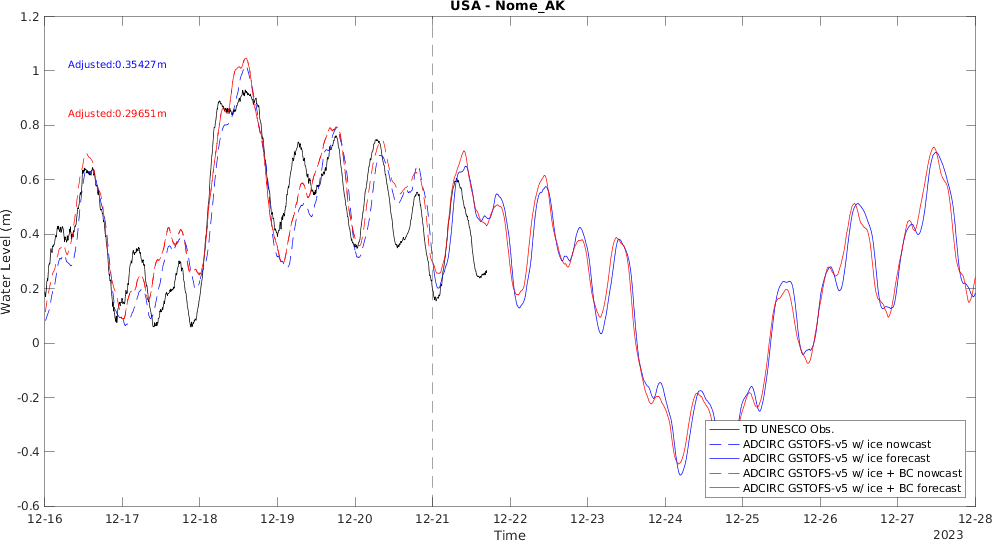 USA - Nome_AK
Water Level (m)
1.2
1
0.8
0.6
0.4
0.2
0
-0.2
-0.4
-0.6
Adjusted:0.35427m
Adjusted:0.29651m
TD UNESCO Obs.
ADCIRC GSTOFS-v5 w/ ice nowcast
ADCIRC GSTOFS-v5 w/ ice forecast
ADCIRC GSTOFS-v5 w/ ice + BC nowcast
ADCIRC GSTOFS-v5 w/ ice + BC forecast
12-16 12-17 12-18 12-19 12-20 12-21 12-22 12-23 12-24 12-25 12-26 12-27 12-28
Time
2023